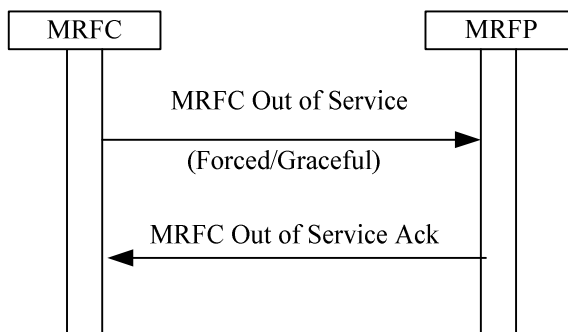 MRFC
MRFP
MRFC Out of Service
(Forced/Graceful)
MRFC Out of Service Ack